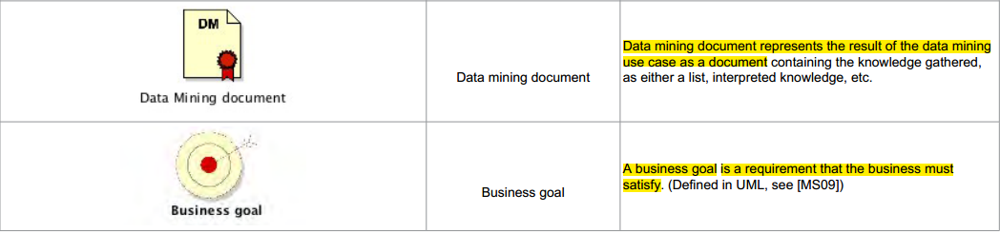 DM
Data Mining document
Data mining document
Data mining document represents the result of the data mining
use case as a document containing the knowledge gathered,
as either a list, interpreted knowledge, etc.
Business goal
Business goal
A business goal is a requirement that the business must
satisfy. (Defined in UML, see [MS09])